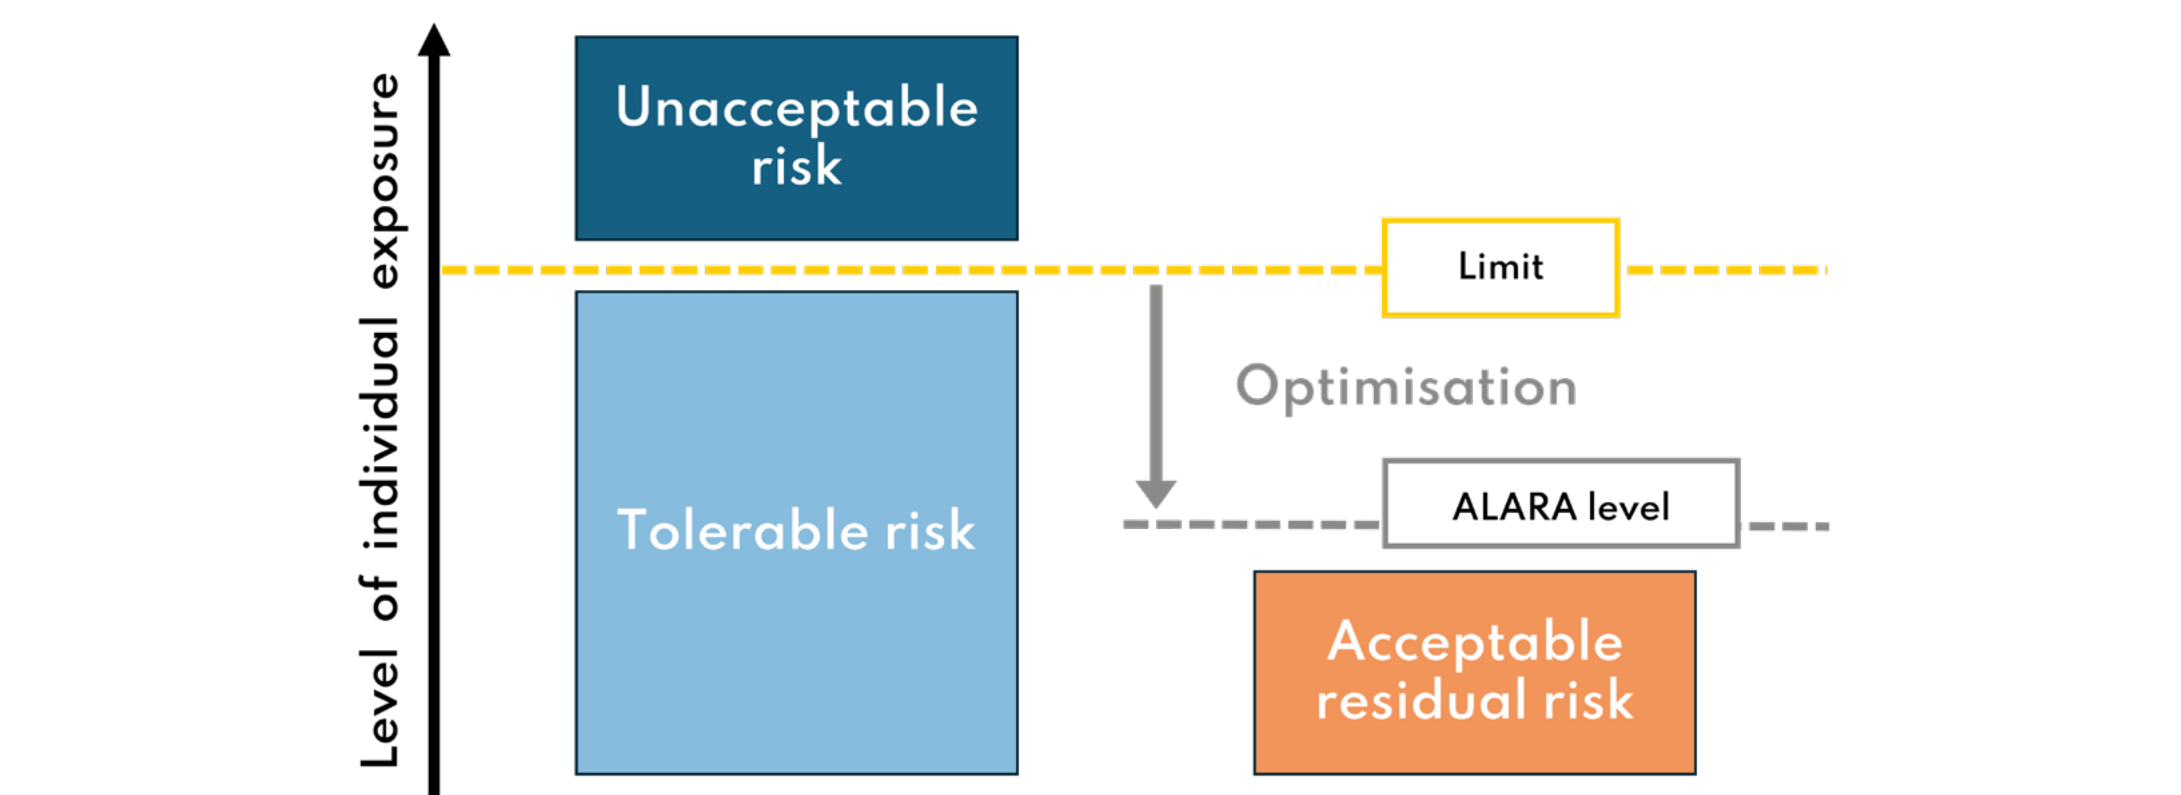 Level of individual exposure
Unacceptable
risk
Limit
Optimisation
Tolerable risk
ALARA level
Acceptable
residual risk